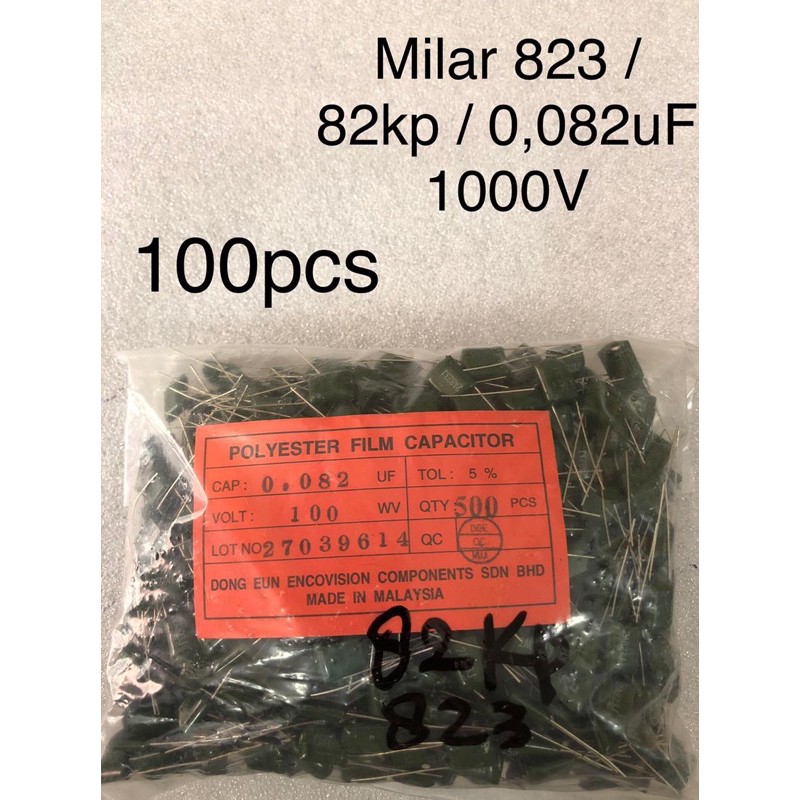 Milar 823 /
82kp / 0,082uF
1000V
100pcs
POLYESTER FILM CAPACITOR
CAP: 0.082 UF TOL: 5 %
VOLT: 100 WV QTY 500 PCS
LOT NO 27039614 QC
QC
DONG EUN ENCOVISION COMPONENTS SDN BHD
MADE IN MALAYSIA
82Kp
823